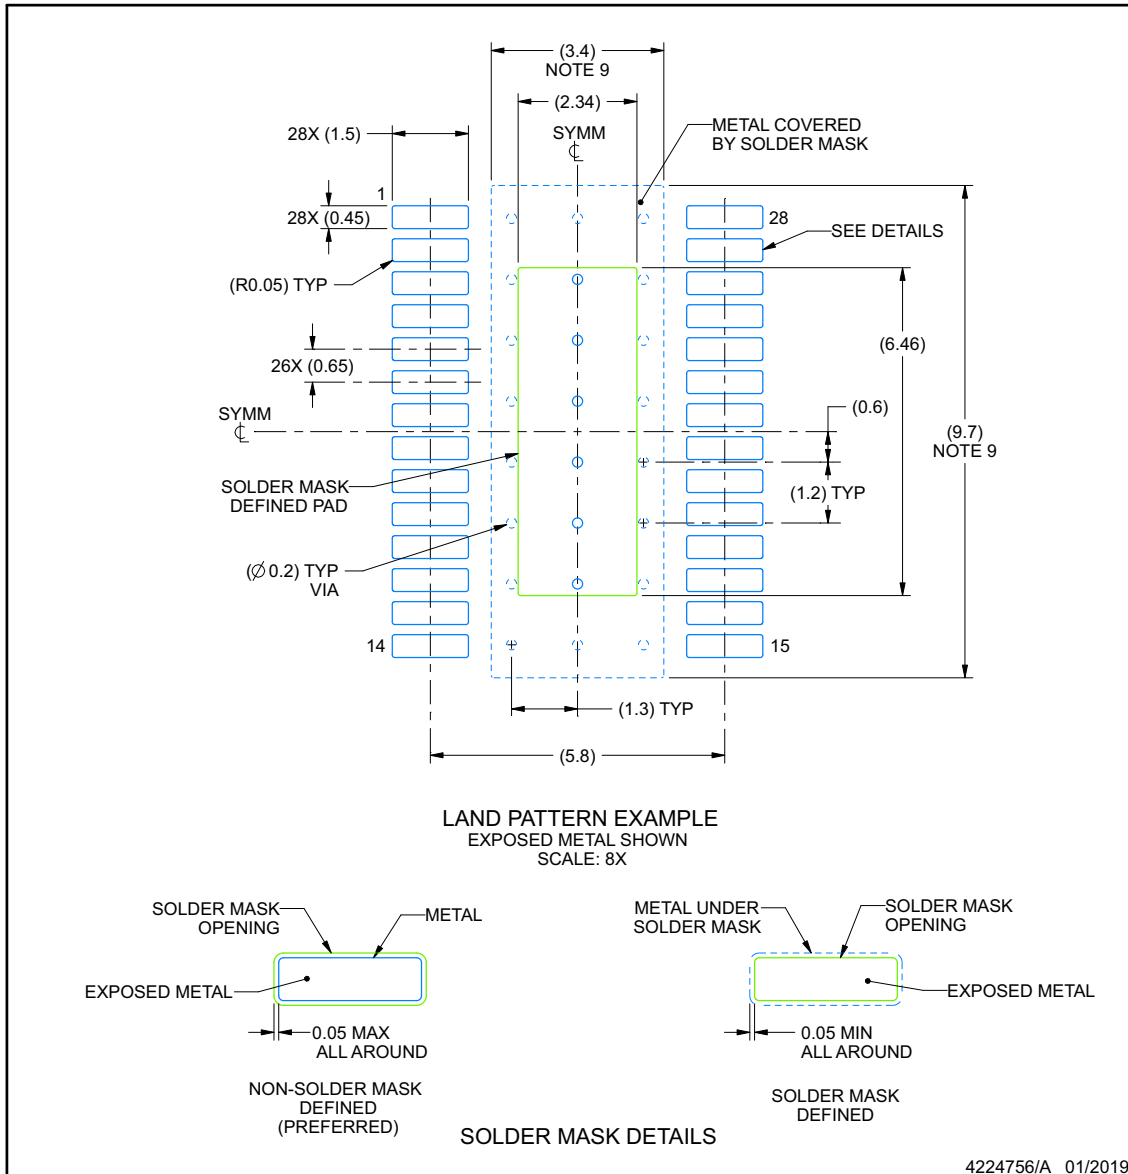 (3.4)
NOTE 9
(2.34)
SYMM
℄
28X (1.5)
METAL COVERED
BY SOLDER MASK
1
28X (0.45)
28
SEE DETAILS
(R0.05) TYP
(6.46)
26X (0.65)
(0.6)
SYMM
℄
(9.7)
NOTE 9
SOLDER MASK
DEFINED PAD
(1.2) TYP
(Ø 0.2) TYP
VIA
14
15
(1.3) TYP
(5.8)
LAND PATTERN EXAMPLE
EXPOSED METAL SHOWN
SCALE: 8X
SOLDER MASK
OPENING
METAL
EXPOSED METAL
0.05 MAX
ALL AROUND
NON-SOLDER MASK
DEFINED
(PREFERRED)
METAL UNDER
SOLDER MASK
SOLDER MASK
OPENING
EXPOSED METAL
0.05 MIN
ALL AROUND
SOLDER MASK
DEFINED
SOLDER MASK DETAILS
4224756/A 01/2019